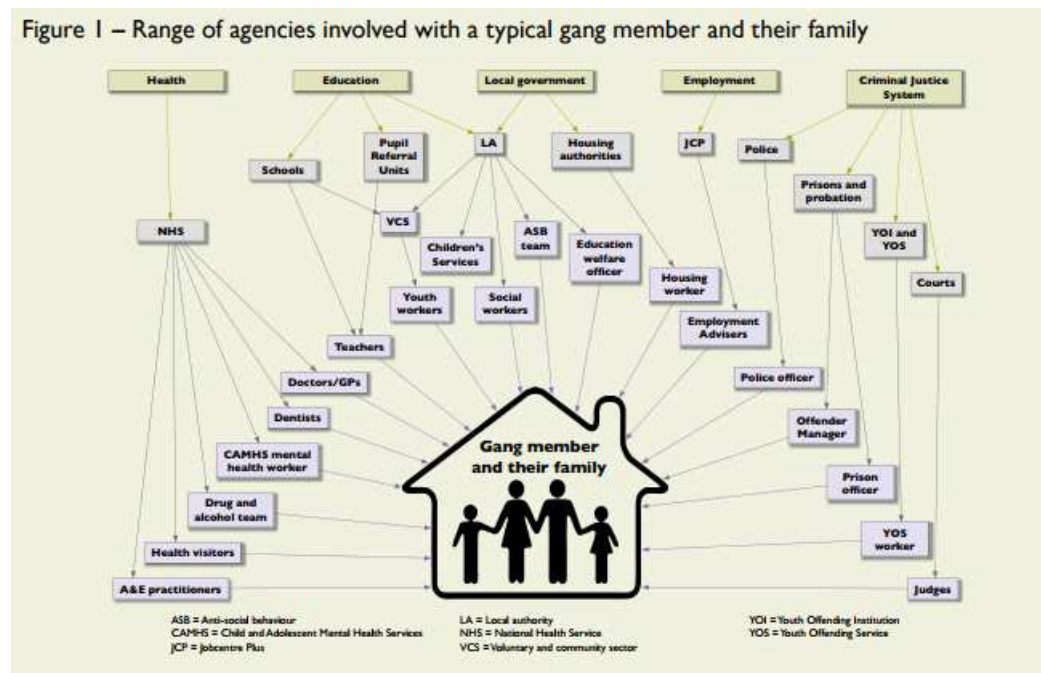 Figure 1 – Range of agencies involved with a typical gang member and their family
Health
Education
Local government
Employment
Criminal Justice
System
Schools
Pupil
Referral
Units
LA
Housing
authorities
JCP
Police
Prisons and
probation
NHS
VCS
Children's
Services
ASB
team
Education
welfare
officer
YOI and
YOS
Housing
worker
Courts
Youth
workers
Social
workers
Employment
Advisers
Teachers
Doctors/GPs
Police officer
Dentists
Offender
Manager
CAMHS mental
health worker
Gang member
and their family
Prison
officer
Drug and
alcohol team
YOS
worker
Health visitors
A&E practitioners
Judges
ASB = Anti-social behaviour
CAMHS = Child and Adolescent Mental Health Services
JCP = Jobcentre Plus
LA = Local authority
NHS = National Health Service
VCS = Voluntary and community sector
YOI = Youth Offending Institution
YOS = Youth Offending Service